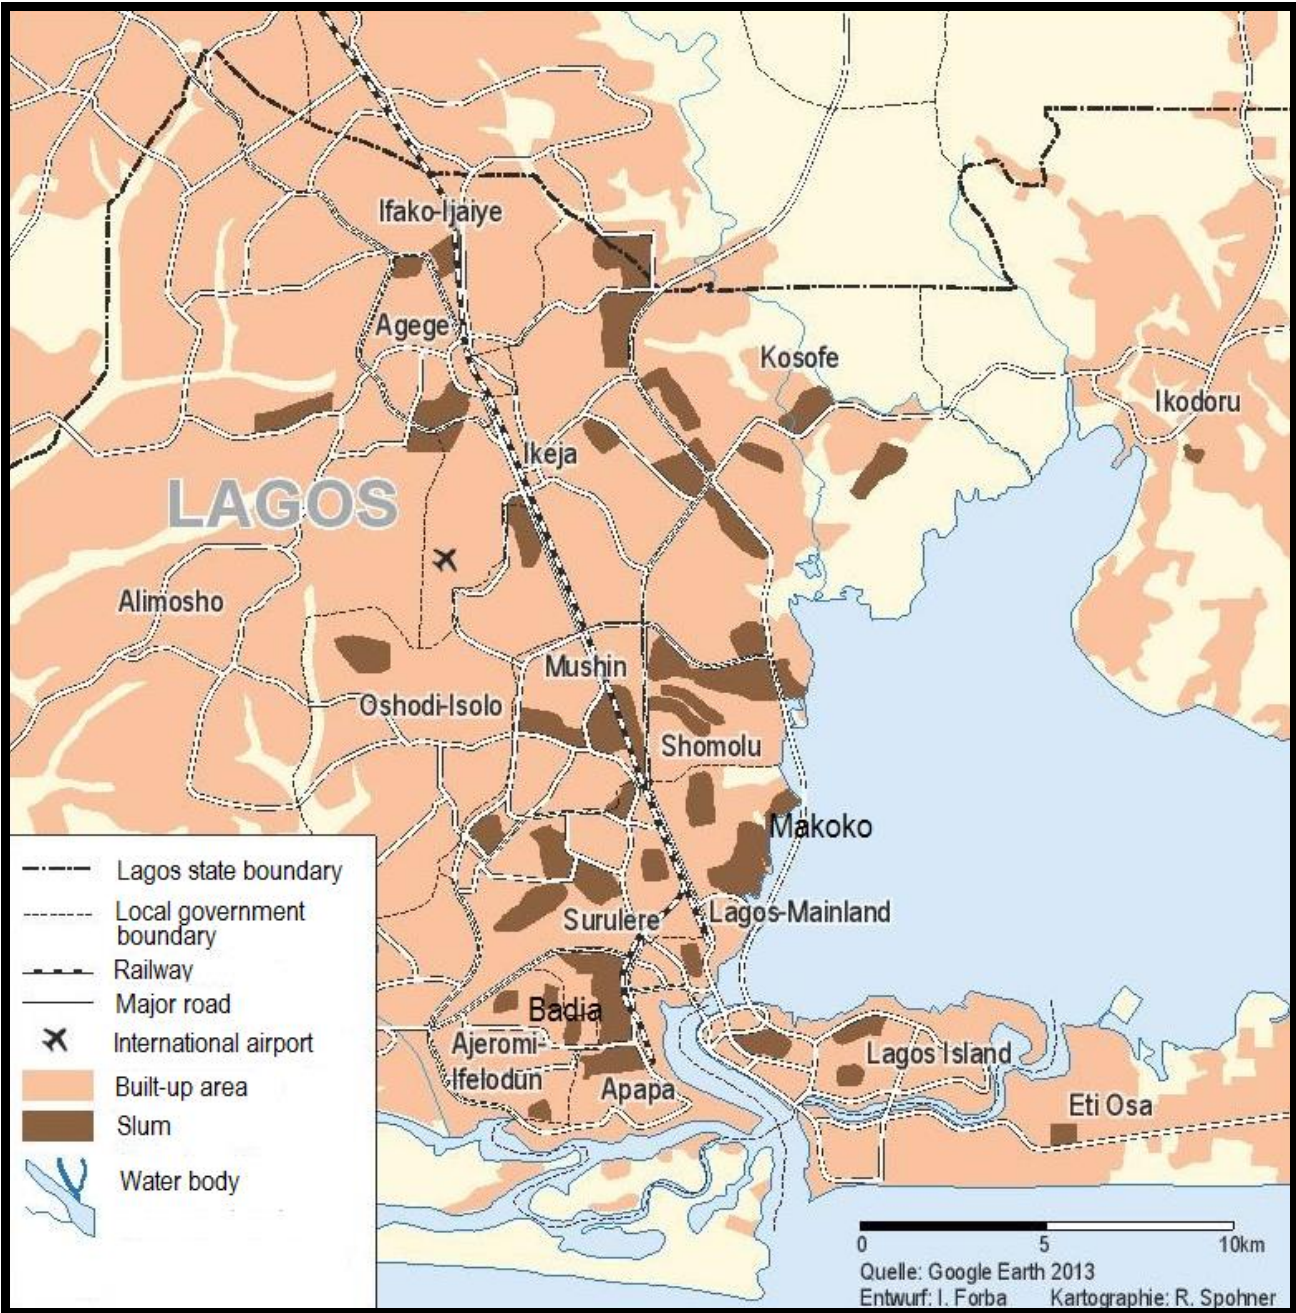 Ifako-Ijaiye
Agege
Kosofe
Ikodoru
Ikeja
LAGOS
Alimosho
Mushin
Oshodi-Isolo
Shomolu
Makoko
Surulere
Lagos-Mainland
Badia
Ajeromi-
Ifelodun
Apapa
Lagos Island
Eti Osa
Lagos state boundary
Local government
boundary
Railway
Major road
International airport
Built-up area
Slum
Water body
0 5 10km
Quelle: Google Earth 2013
Entwurf: I. Forba Kartographie: R. Spohner